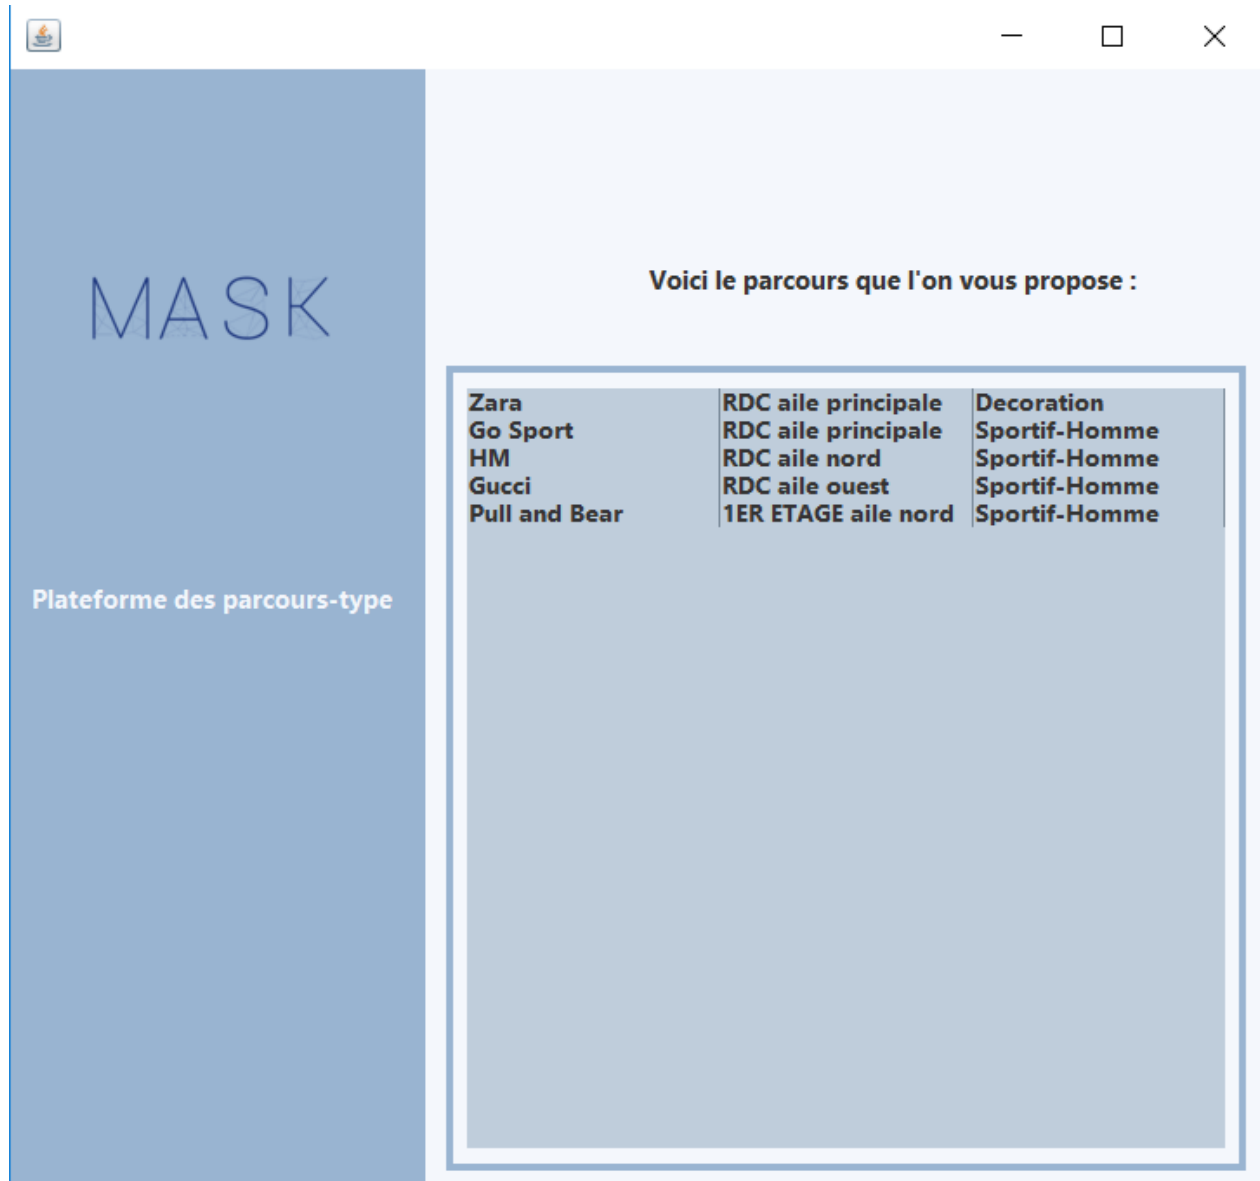 MASK
Plateforme des parcours-type
Voici le parcours que l'on vous propose :
Zara RDC aile principale Decoration
Go Sport RDC aile principale Sportif-Homme
HM RDC aile nord Sportif-Homme
Gucci RDC aile ouest Sportif-Homme
Pull and Bear 1ER ETAGE aile nord Sportif-Homme